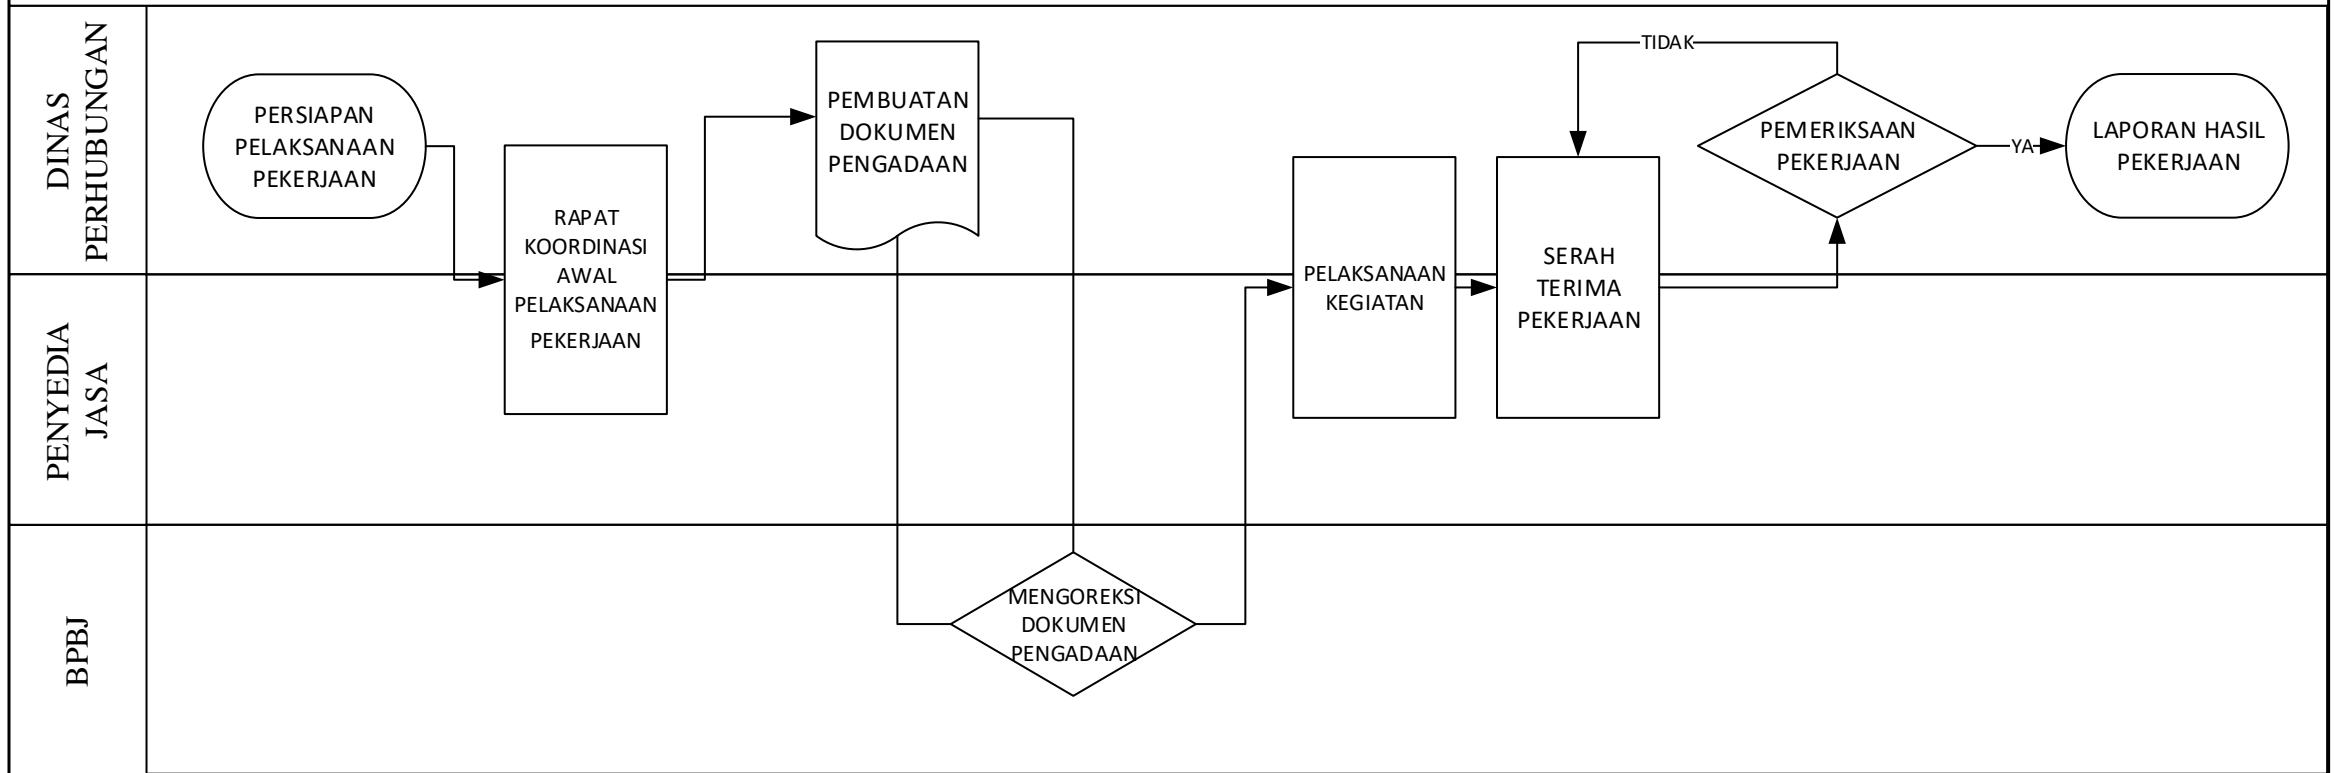 DINAS
PERHUBUNGAN
PERSIAPAN
PELAKSANAAN
PEKERJAAN
RAPAT
KOORDINASI
AWAL
PELAKSANAAN
PEKERJAAN
PEMBUATAN
DOKUMEN
PENGADAAN
PELAKSANAAN
KEGIATAN
SERAH
TERIMA
PEKERJAAN
TIDAK
PEMERIKSAAN
PEKERJAAN
YA
LAPORAN HASIL
PEKERJAAN
PENYEDIA
JASA
BPBJ
MENGOREKSI
DOKUMEN
PENGADAAN